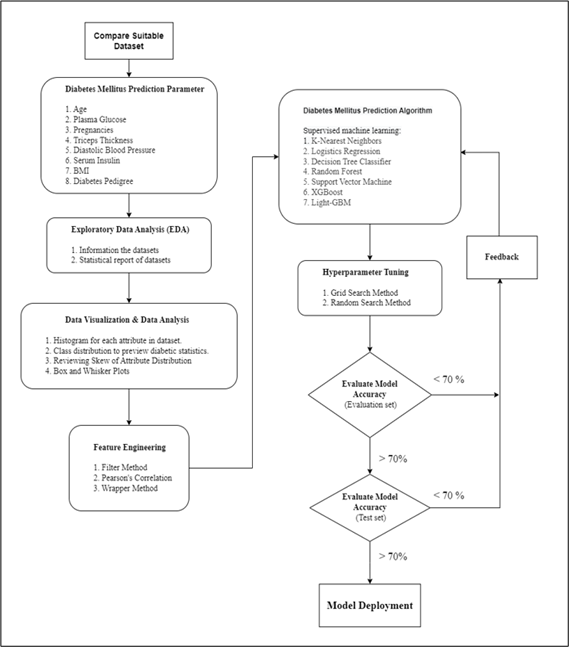 Compare Suitable
Dataset
Diabetes Mellitus Prediction Parameter
1. Age
2. Plasma Glucose
3. Pregnancies
4. Triceps Thickness
5. Diastolic Blood Pressure
6. Serum Insulin
7. BMI
8. Diabetes Pedigree
Exploratory Data Analysis (EDA)
1. Information the datasets
2. Statistical report of datasets
Data Visualization & Data Analysis
1. Histogram for each attribute in dataset.
2. Class distribution to preview diabetic statistics.
3. Reviewing Skew of Attribute Distribution
4. Box and Whisker Plots
Feature Engineering
1. Filter Method
2. Pearson's Correlation
3. Wrapper Method
Diabetes Mellitus Prediction Algorithm
Supervised machine learning:
1. K-Nearest Neighbors
2. Logistics Regression
3. Decision Tree Classifier
4. Random Forest
5. Support Vector Machine
6. XGBoost
7. Light-GBM
Hyperparameter Tuning
1. Grid Search Method
2. Random Search Method
Feedback
Evaluate Model
Accuracy
(Evaluation set)
< 70 %
> 70%
Evaluate Model
Accuracy
(Test set)
< 70 %
> 70%
Model Deployment